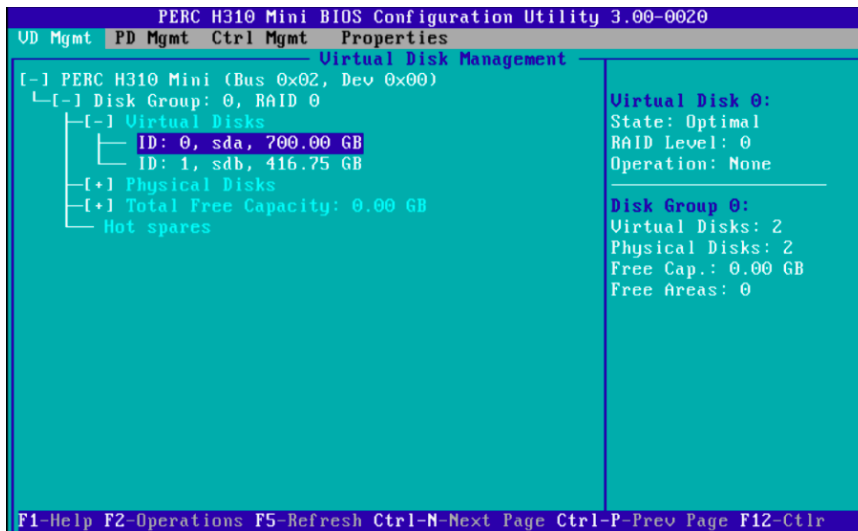 PERC H310 Mini BIOS Configuration Utility 3.00-0020
VD Mgmt PD Mgmt Ctrl Mgmt Properties
Virtual Disk Management
[-] PERC H310 Mini (Bus 0x02, Dev 0x00)
[-] Disk Group: 0, RAID 0
[-] Virtual Disks
ID: 0, sda, 700.00 GB
ID: 1, sdb, 416.75 GB
[+] Physical Disks
[+] Total Free Capacity: 0.00 GB
Hot spares
Virtual Disk 0:
State: Optimal
RAID Level: 0
Operation: None
Disk Group 0:
Virtual Disks: 2
Physical Disks: 2
Free Cap.: 0.00 GB
Free Areas: 0
F1-Help F2-Operations F5-Refresh Ctrl-N-Next Page Ctrl-P-Prev Page F12-Ctlr